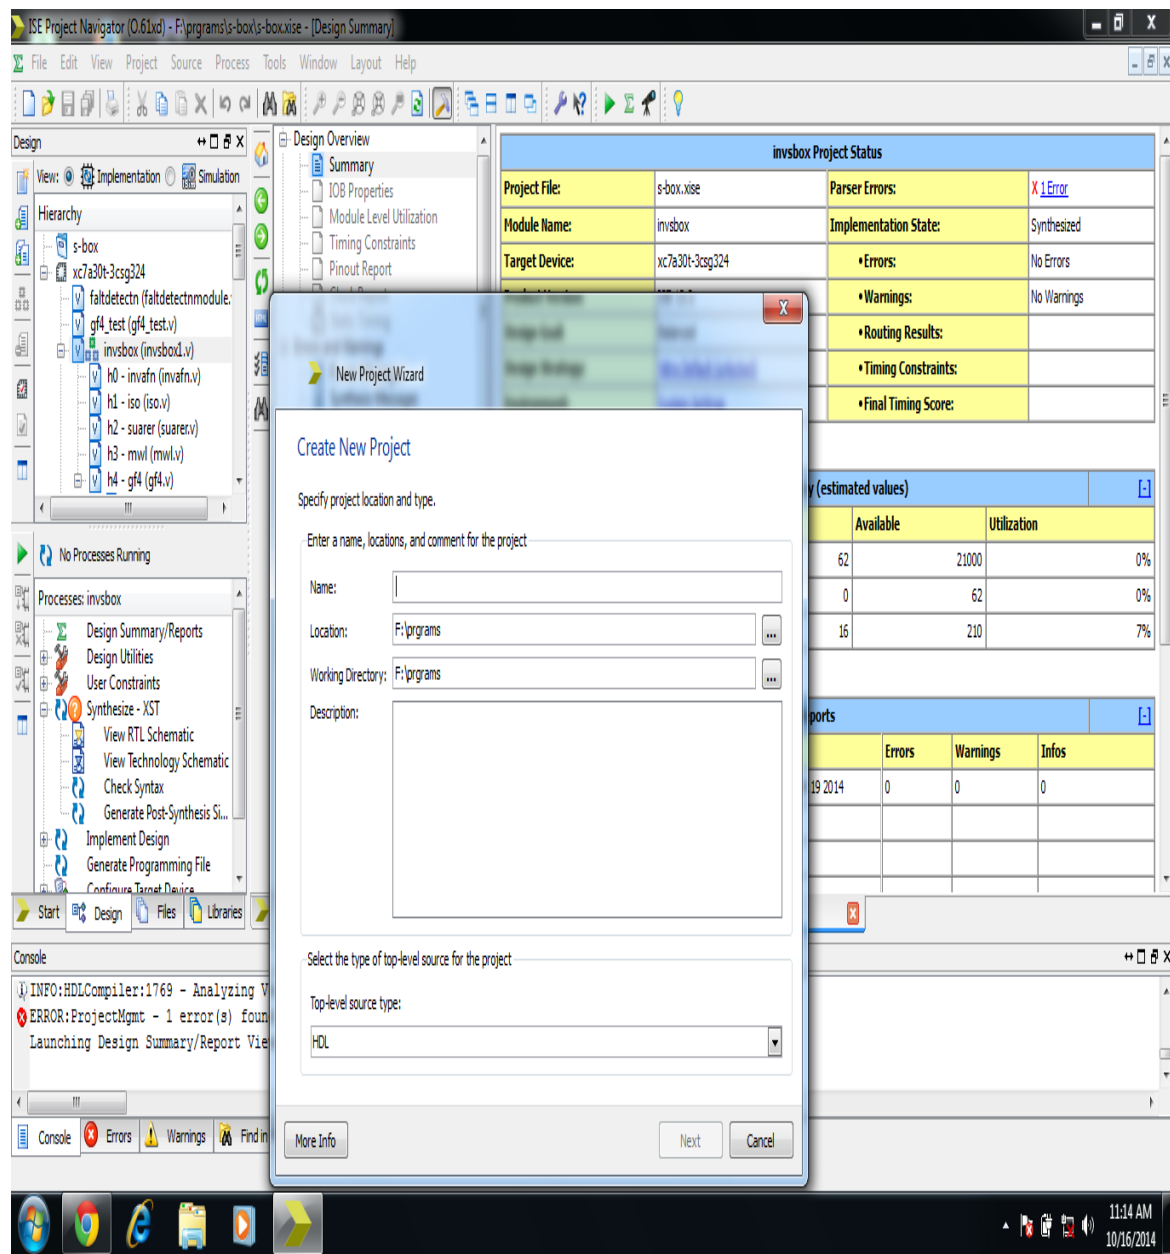 ISE Project Navigator (O.61xd) - F:\prgrams\s-box\s-box.xise - [Design Summary]
File Edit View Project Source Process Tools Window Layout Help
Design
View: Implementation Simulation
Hierarchy
s-box
xc7a30t-3csg324
faltdetectn (faltdetectnmodule.
gf4_test (gf4_test.v)
invsbox (invsbox1.v)
h0 - invafn (invafn.v)
h1 - iso (iso.v)
h2 - suarer (suarer.v)
h3 - mwl (mwl.v)
h4 - gf4 (gf4.v)
No Processes Running
Processes: invsbox
Design Summary/Reports
Design Utilities
User Constraints
Synthesize - XST
View RTL Schematic
View Technology Schematic
Check Syntax
Generate Post-Synthesis Si...
Implement Design
Generate Programming File
Configure Target Device
Start Design Files Libraries
Design Overview
Summary
IOB Properties
Module Level Utilization
Timing Constraints
Pinout Report
invsbox Project Status
Project File: s-box.xise Parser Errors: X 1 Error
Module Name: invsbox Implementation State: Synthesized
Target Device: xc7a30t-3csg324 •Errors: No Errors
•Warnings: No Warnings
•Routing Results:
•Timing Constraints:
•Final Timing Score:
y (estimated values) [-]
Available Utilization
62 21000 0%
0 62 0%
16 210 7%
ports [-]
Errors Warnings Infos
19 2014 0 0 0
New Project Wizard
Create New Project
Specify project location and type.
Enter a name, locations, and comment for the project
Name:
Location: F:\prgrams ...
Working Directory: F:\prgrams ...
Description:
Select the type of top-level source for the project
Top-level source type:
HDL
More Info Next Cancel
Console
INFO:HDLCompiler:1769 - Analyzing V
ERROR:ProjectMgmt - 1 error(s) foun
Launching Design Summary/Report Vie
Console Errors Warnings Find in
11:14 AM
10/16/2014